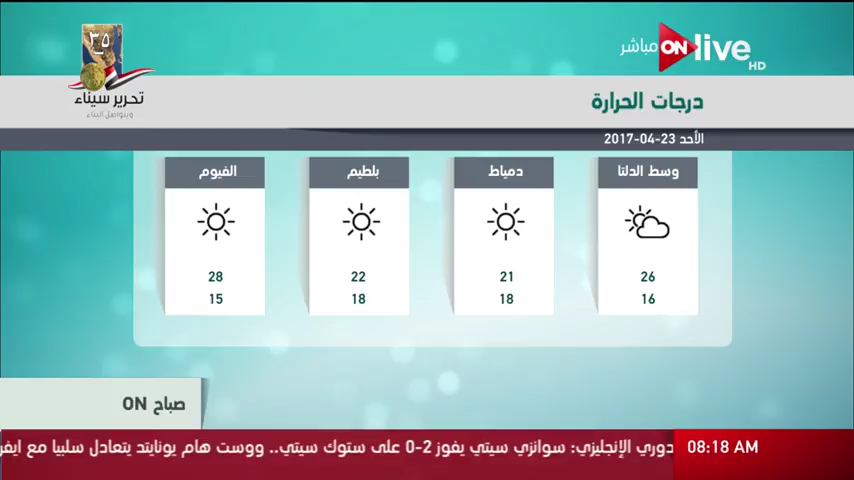 ٣٥
تحرير سيناء
ويتواصل البناء
مباشر ON live HD
درجات الحرارة
الأحد 23-04-2017
وسط الدلتا
26
16
دمياط
21
18
بلطيم
22
18
الفيوم
28
15
صباح ON
08:18 AM
دوري الإنجليزي: سوانزي سيتي يفوز 2-0 على ستوك سيتي.. ووست هام يونايتد يتعادل سلبيا مع ايفر